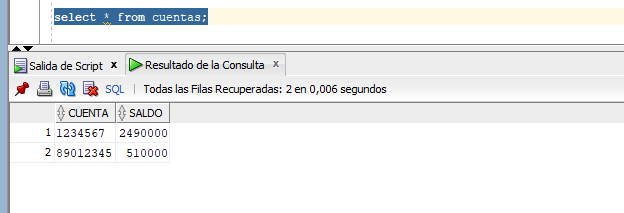 select * from cuentas;
Salida de Script x Resultado de la Consulta x
SQL | Todas las Filas Recuperadas: 2 en 0,006 segundos
CUENTA SALDO
1 1234567 2490000
2 89012345 510000